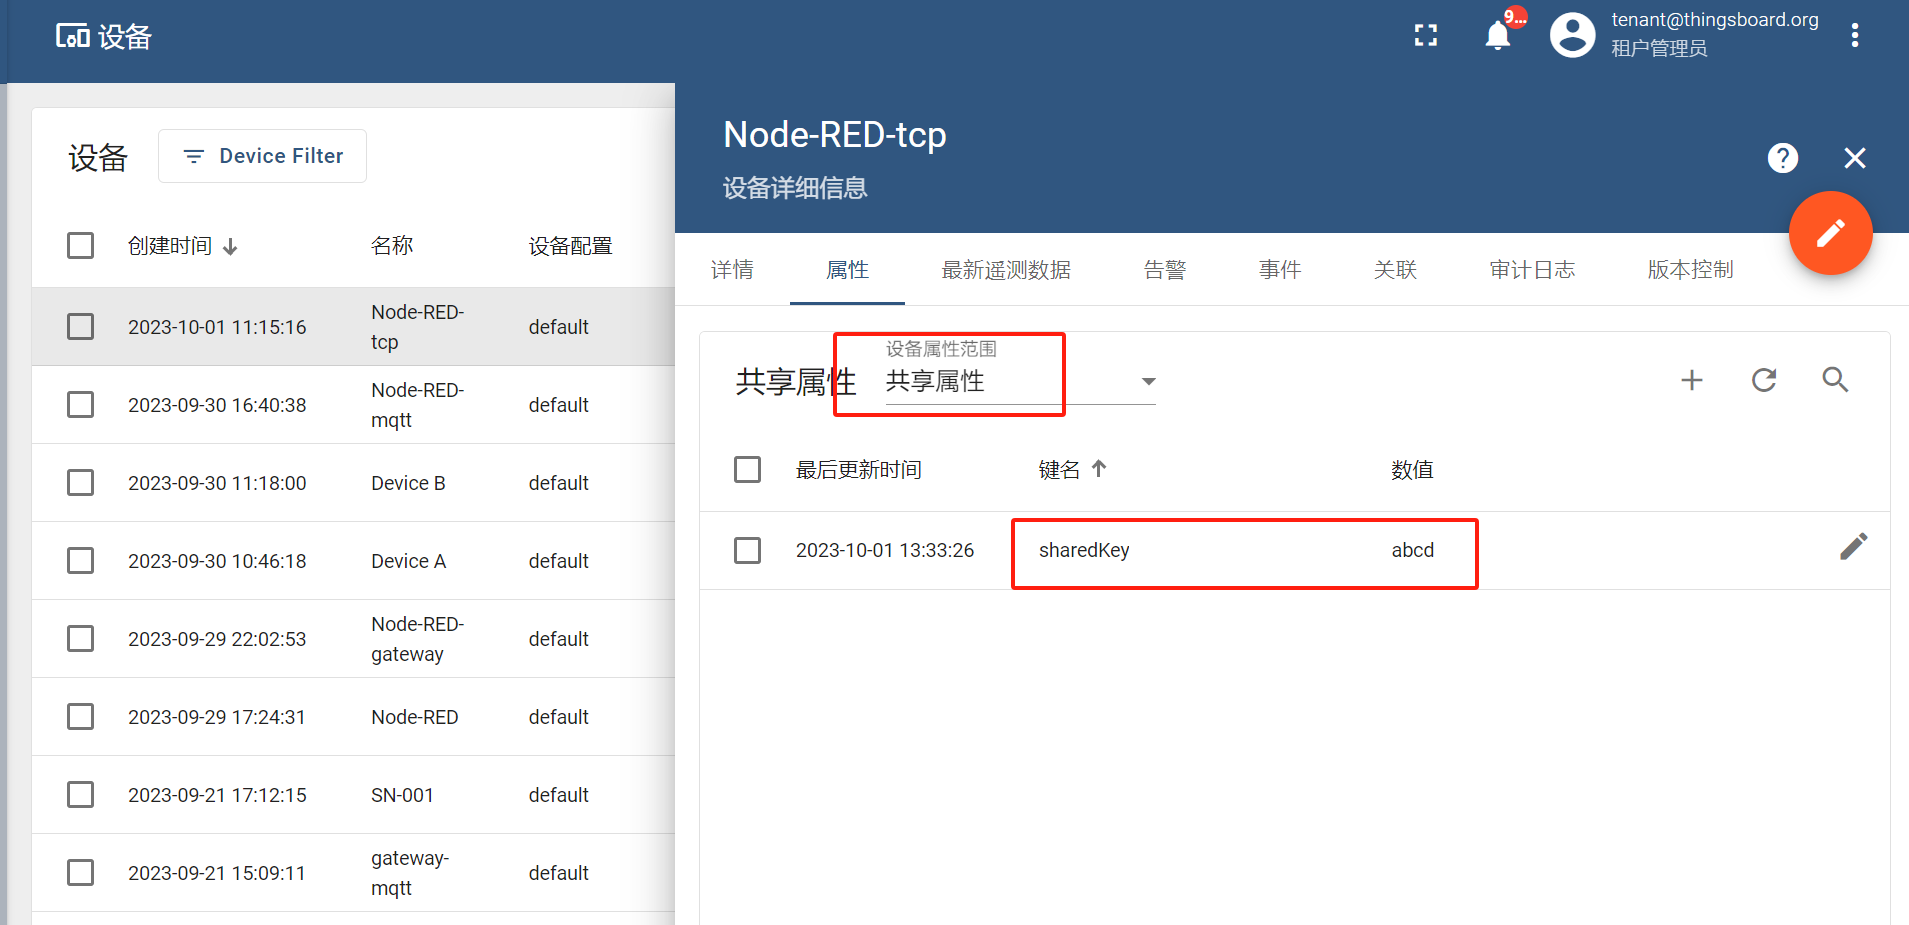 设备
9...
tenant@thingsboard.org
租户管理员
设备
Device Filter
创建时间 名称 设备配置
2023-10-01 11:15:16 Node-RED-tcp default
2023-09-30 16:40:38 Node-RED-mqtt default
2023-09-30 11:18:00 Device B default
2023-09-30 10:46:18 Device A default
2023-09-29 22:02:53 Node-RED-gateway default
2023-09-29 17:24:31 Node-RED default
2023-09-21 17:12:15 SN-001 default
2023-09-21 15:09:11 gateway-mqtt default
Node-RED-tcp
设备详细信息
详情 属性 最新遥测数据 告警 事件 关联 审计日志 版本控制
设备属性范围
共享属性 共享属性
最后更新时间 键名 数值
2023-10-01 13:33:26 sharedKey abcd